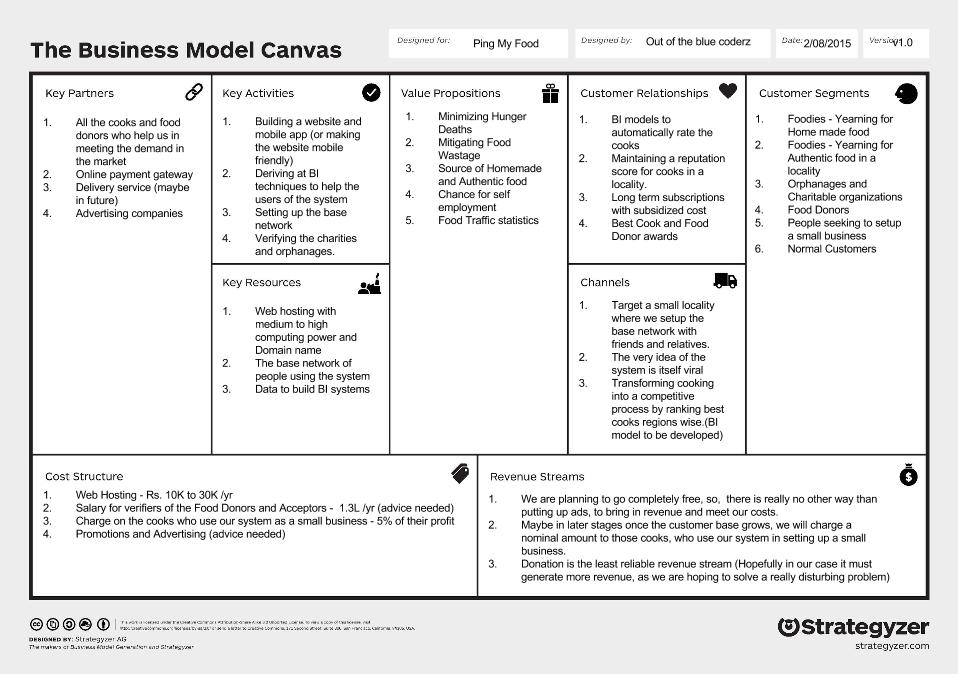 The Business Model Canvas
Designed for: Ping My Food
Designed by: Out of the blue coderz
Date: 2/08/2015
Version: v1.0
Key Partners
1. All the cooks and food
donors who help us in
meeting the demand in
the market
2. Online payment gateway
3. Delivery service (maybe
in future)
4. Advertising companies
Key Activities
1. Building a website and
mobile app (or making
the website mobile
friendly)
2. Deriving at BI
techniques to help the
users of the system
3. Setting up the base
network
4. Verifying the charities
and orphanages.
Key Resources
1. Web hosting with
medium to high
computing power and
Domain name
2. The base network of
people using the system
3. Data to build BI systems
Value Propositions
1. Minimizing Hunger
Deaths
2. Mitigating Food
Wastage
3. Source of Homemade
and Authentic food
4. Chance for self
employment
5. Food Traffic statistics
Customer Relationships
1. BI models to
automatically rate the
cooks
2. Maintaining a reputation
score for cooks in a
locality.
3. Long term subscriptions
with subsidized cost
4. Best Cook and Food
Donor awards
Channels
1. Target a small locality
where we setup the
base network with
friends and relatives.
2. The very idea of the
system is itself viral
3. Transforming cooking
into a competitive
process by ranking best
cooks regions wise.(BI
model to be developed)
Customer Segments
1. Foodies - Yearning for
Home made food
2. Foodies - Yearning for
Authentic food in a
locality
3. Orphanages and
Charitable organizations
4. Food Donors
5. People seeking to setup
a small business
6. Normal Customers
Cost Structure
1. Web Hosting - Rs. 10K to 30K /yr
2. Salary for verifiers of the Food Donors and Acceptors - 1.3L /yr (advice needed)
3. Charge on the cooks who use our system as a small business - 5% of their profit
4. Promotions and Advertising (advice needed)
Revenue Streams
1. We are planning to go completely free, so, there is really no other way than
putting up ads, to bring in revenue and meet our costs.
2. Maybe in later stages once the customer base grows, we will charge a
nominal amount to those cooks, who use our system in setting up a small
business.
3. Donation is the least reliable revenue stream (Hopefully in our case it must
generate more revenue, as we are hoping to solve a really disturbing problem)
DESIGNED BY: Strategyzer AG
The makers of Business Model Generation and Strategyzer
Strategyzer
strategyzer.com